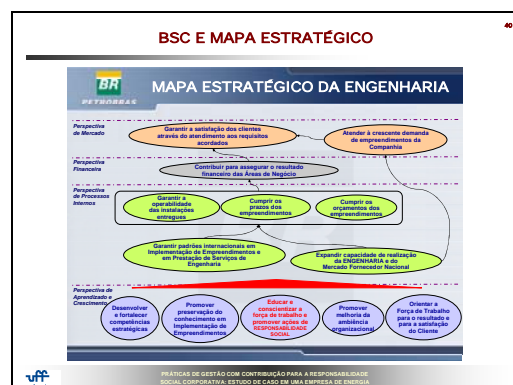 40
BSC E MAPA ESTRATÉGICO
BR
PETROBRAS
MAPA ESTRATÉGICO DA ENGENHARIA
Perspectiva
de Mercado
Garantir a satisfação dos clientes
através do atendimento aos requisitos
acordados
Atender à crescente demanda
de empreendimentos da
Companhia
Perspectiva
Financeira
Contribuir para assegurar o resultado
financeiro das Áreas de Negócio
Perspectiva
de Processos
Internos
Garantir a
operabilidade
das instalações
entregues
Cumprir os
prazos dos
empreendimentos
Cumprir os
orçamentos dos
empreendimentos
Garantir padrões internacionais em
Implementação de Empreendimentos e
em Prestação de Serviços de
Engenharia
Expandir capacidade de realização
da ENGENHARIA e do
Mercado Fornecedor Nacional
Perspectiva de
Aprendizado e
Crescimento
Desenvolver
e fortalecer
competências
estratégicas
Promover
preservação do
conhecimento em
Implementação de
Empreendimentos
Educar e
conscientizar a
força de trabalho e
promover ações de
RESPONSABILIDADE
SOCIAL
Promover
melhoria da
ambiência
organizacional
Orientar a
Força de Trabalho
para o resultado e
para a satisfação
do Cliente
uff
PRÁTICAS DE GESTÃO COM CONTRIBUIÇÃO PARA A RESPONSABILIDADE
SOCIAL CORPORATIVA: ESTUDO DE CASO EM UMA EMPRESA DE ENERGIA